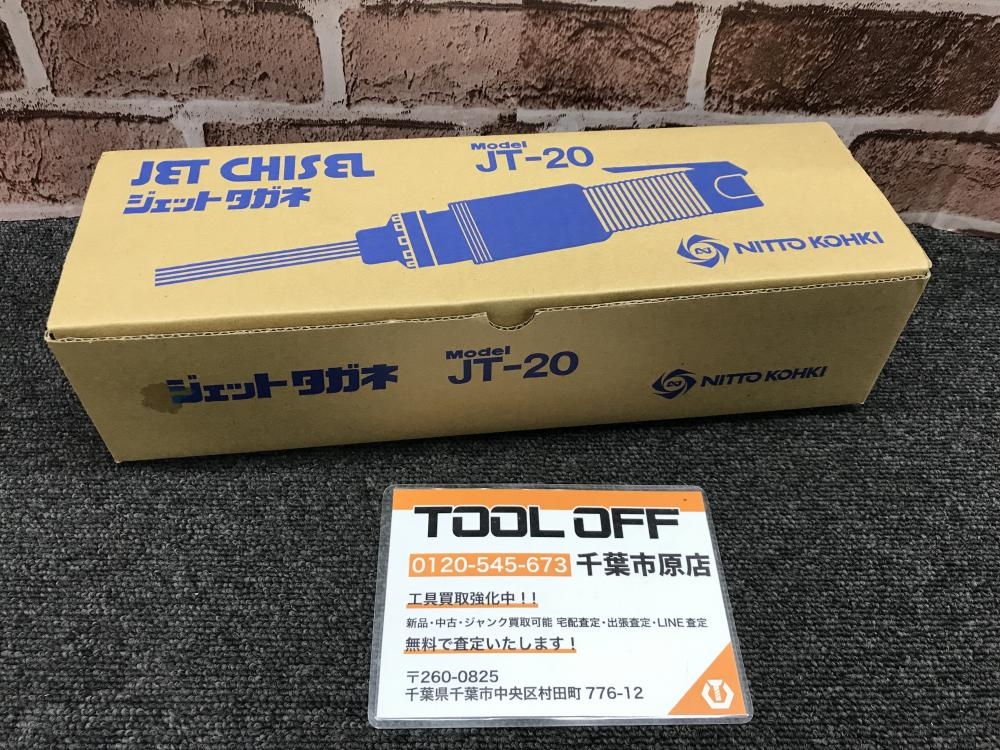 JET CHISEL
ジェットタガネ
Model
JT-20
NITTO KOHKI
ジェットタガネ
Model
JT-20
NITTO KOHKI
TOOL OFF
0120-545-673 千葉市原店
工具買取強化中!!
新品・中古・ジャンク買取可能 宅配査定・出張査定・LINE査定
無料で査定いたします!
〒260-0825
千葉県千葉市中央区村田町 776-12